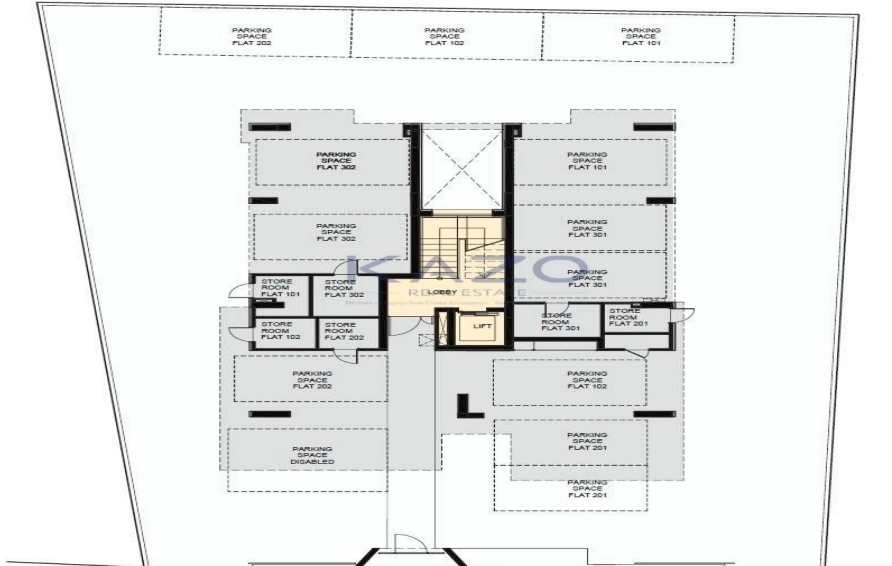 PARKING
SPACE
FLAT 202
PARKING
SPACE
FLAT 102
PARKING
SPACE
FLAT 101
PARKING
SPACE
FLAT 302
PARKING
SPACE
FLAT 101
PARKING
SPACE
FLAT 302
PARKING
SPACE
FLAT 301
PARKING
SPACE
FLAT 301
KAZO
REAL ESTATE
STORE
ROOM
FLAT 101
STORE
ROOM
FLAT 302
LOBBY
STORE
ROOM
FLAT 102
STORE
ROOM
FLAT 202
LIFT
STORE
ROOM
FLAT 301
STORE
ROOM
FLAT 201
PARKING
SPACE
FLAT 202
PARKING
SPACE
FLAT 102
PARKING
SPACE
DISABLED
PARKING
SPACE
FLAT 201
PARKING
SPACE
FLAT 201